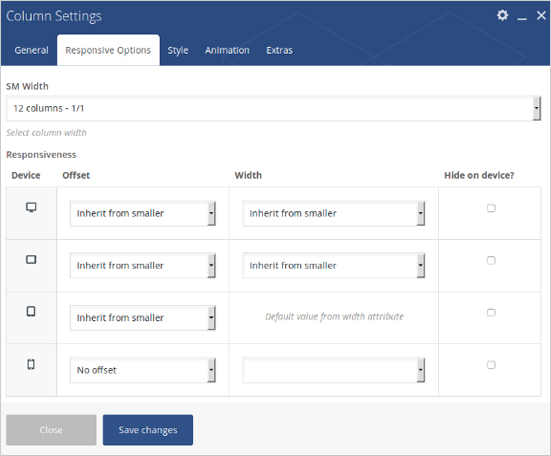 Column Settings
General Responsive Options Style Animation Extras
SM Width
12 columns - 1/1
Select column width
Responsiveness
Device Offset Width Hide on device?
Inherit from smaller Inherit from smaller
Inherit from smaller Inherit from smaller
Inherit from smaller Default value from width attribute
No offset
Close Save changes